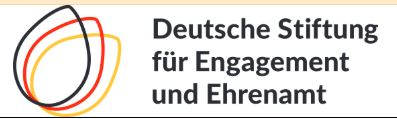 Deutsche Stiftung
für Engagement
und Ehrenamt